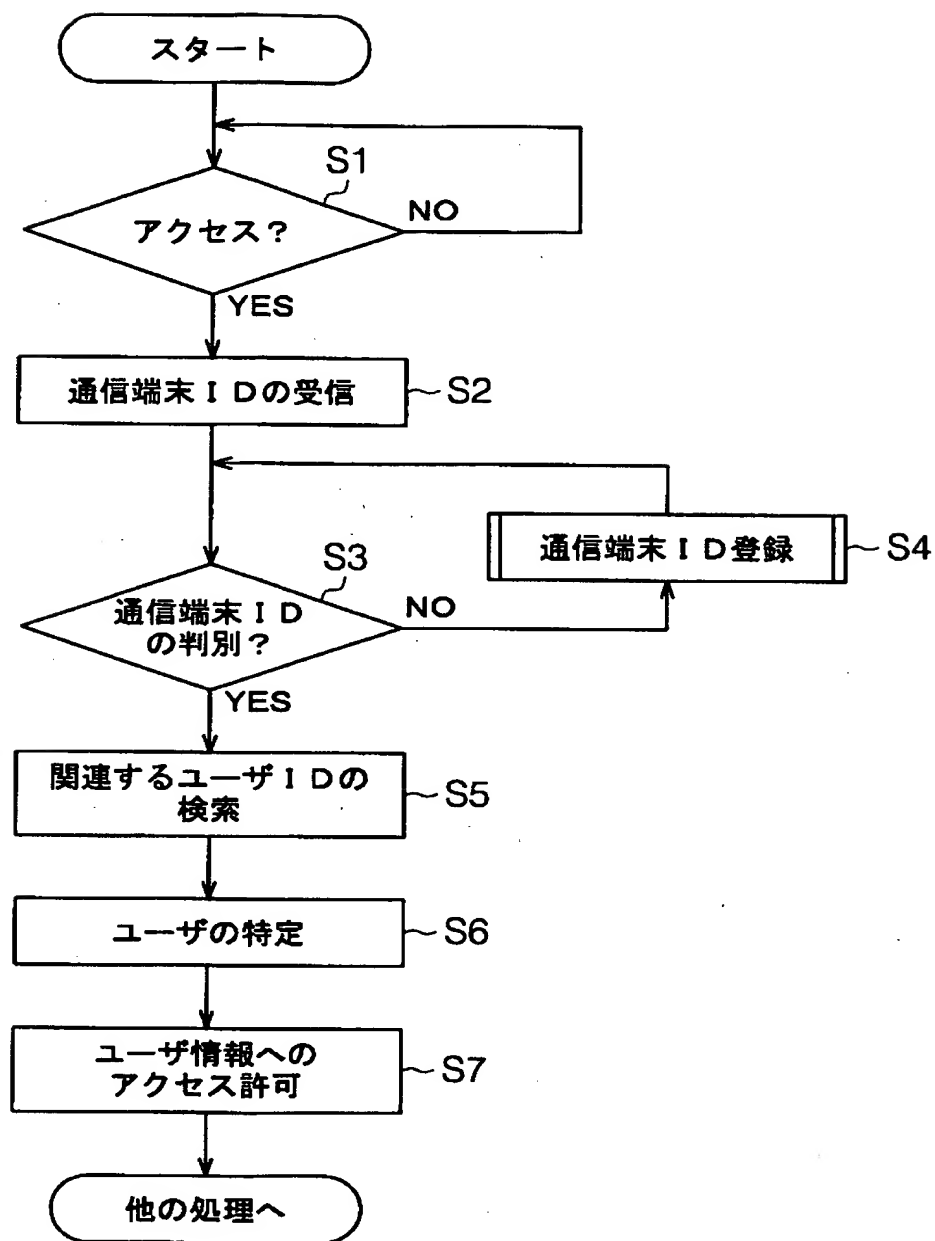 スタート
S1
アクセス？
NO
YES
通信端末ＩＤの受信
S2
通信端末ＩＤ登録
S4
S3
通信端末ＩＤ
の判別？
NO
YES
関連するユーザＩＤの
検索
S5
ユーザの特定
S6
ユーザ情報への
アクセス許可
S7
他の処理へ